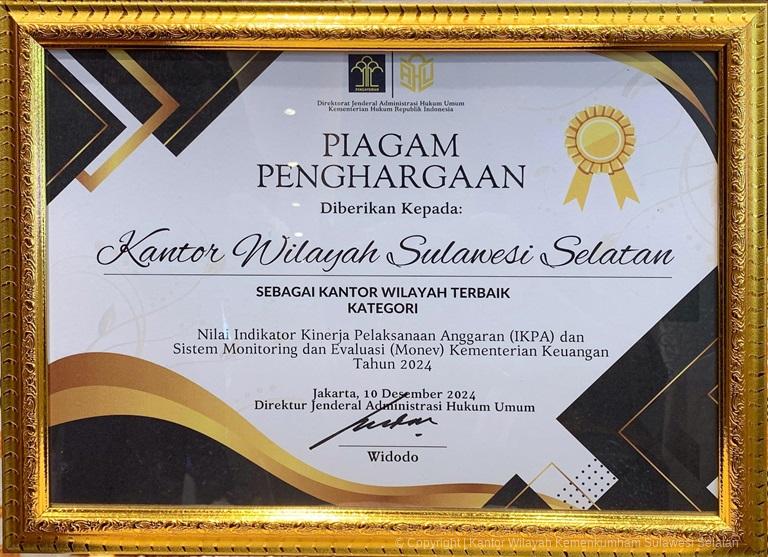 PENGAYOMAN
AHU
Direktorat Jenderal Administrasi Hukum Umum
Kementerian Hukum Republik Indonesia
PIAGAM
PENGHARGAAN
Diberikan Kepada:
Kantor Wilayah Sulawesi Selatan
SEBAGAI KANTOR WILAYAH TERBAIK
KATEGORI
Nilai Indikator Kinerja Pelaksanaan Anggaran (IKPA) dan
Sistem Monitoring dan Evaluasi (Monev) Kementerian Keuangan
Tahun 2024
Jakarta, 10 Desember 2024
Direktur Jenderal Administrasi Hukum Umum
Widodo
© Copyright | Kantor Wilayah Kemenkumham Sulawesi Selatan